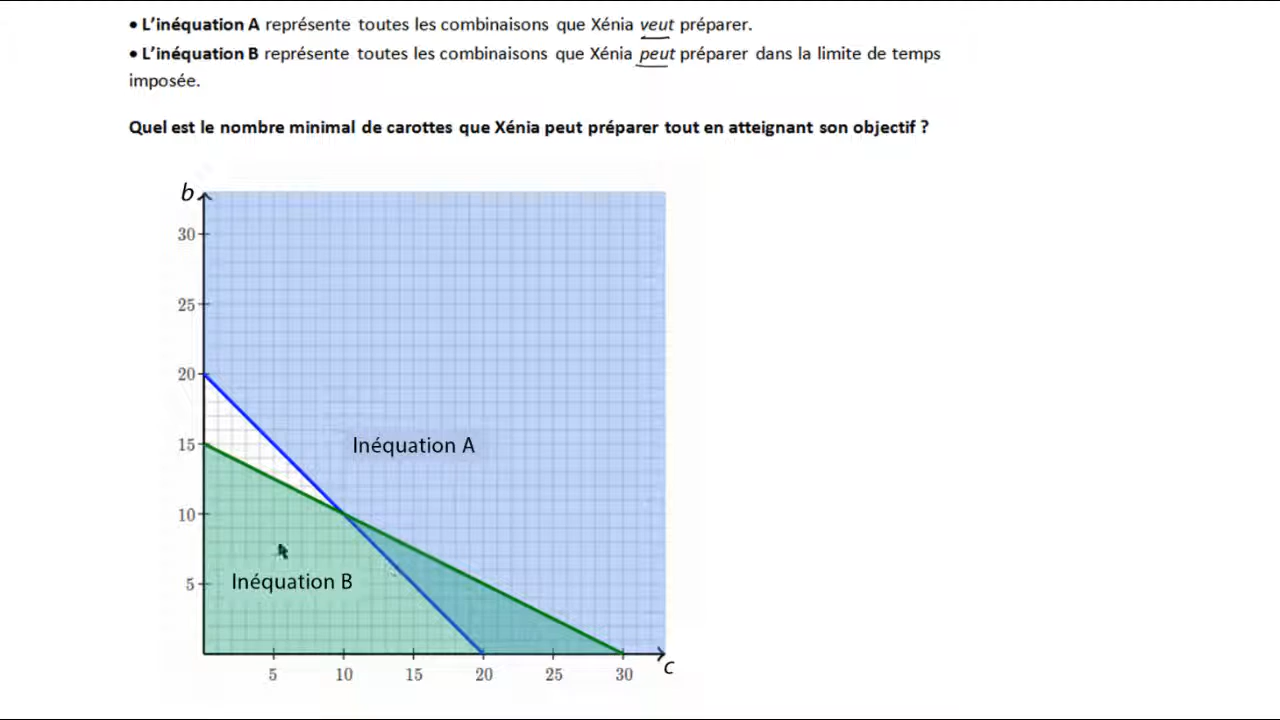 • L’inéquation A représente toutes les combinaisons que Xénia veut préparer.
• L’inéquation B représente toutes les combinaisons que Xénia peut préparer dans la limite de temps
imposée.
Quel est le nombre minimal de carottes que Xénia peut préparer tout en atteignant son objectif ?
b
30
25
20
15
10
5
Inéquation A
Inéquation B
5 10 15 20 25 30
c